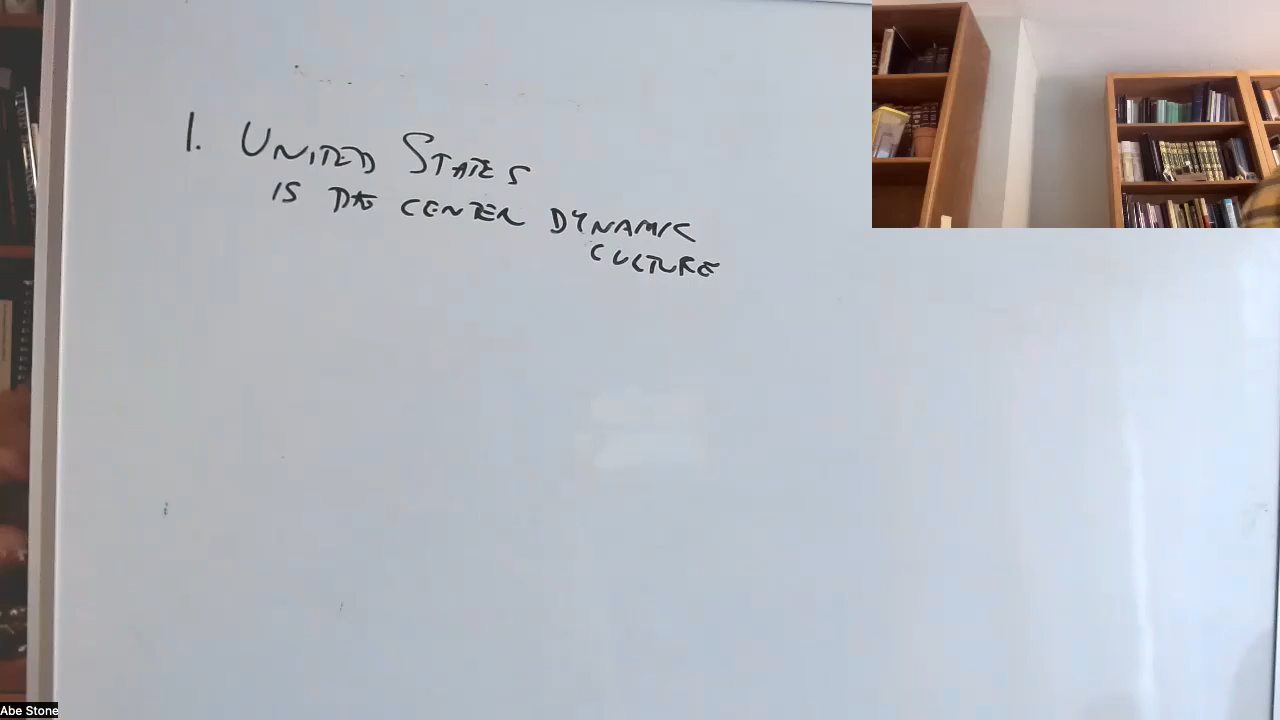 1. UNITED STATES
IS THE CENTER DYNAMIC
CULTURE
Abe Stone